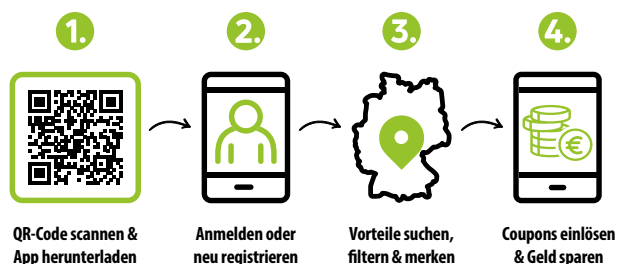 1.
2.
3.
4.
€
QR-Code scannen &
App herunterladen
Anmelden oder
neu registrieren
Vorteile suchen,
filtern & merken
Coupons einlösen
& Geld sparen